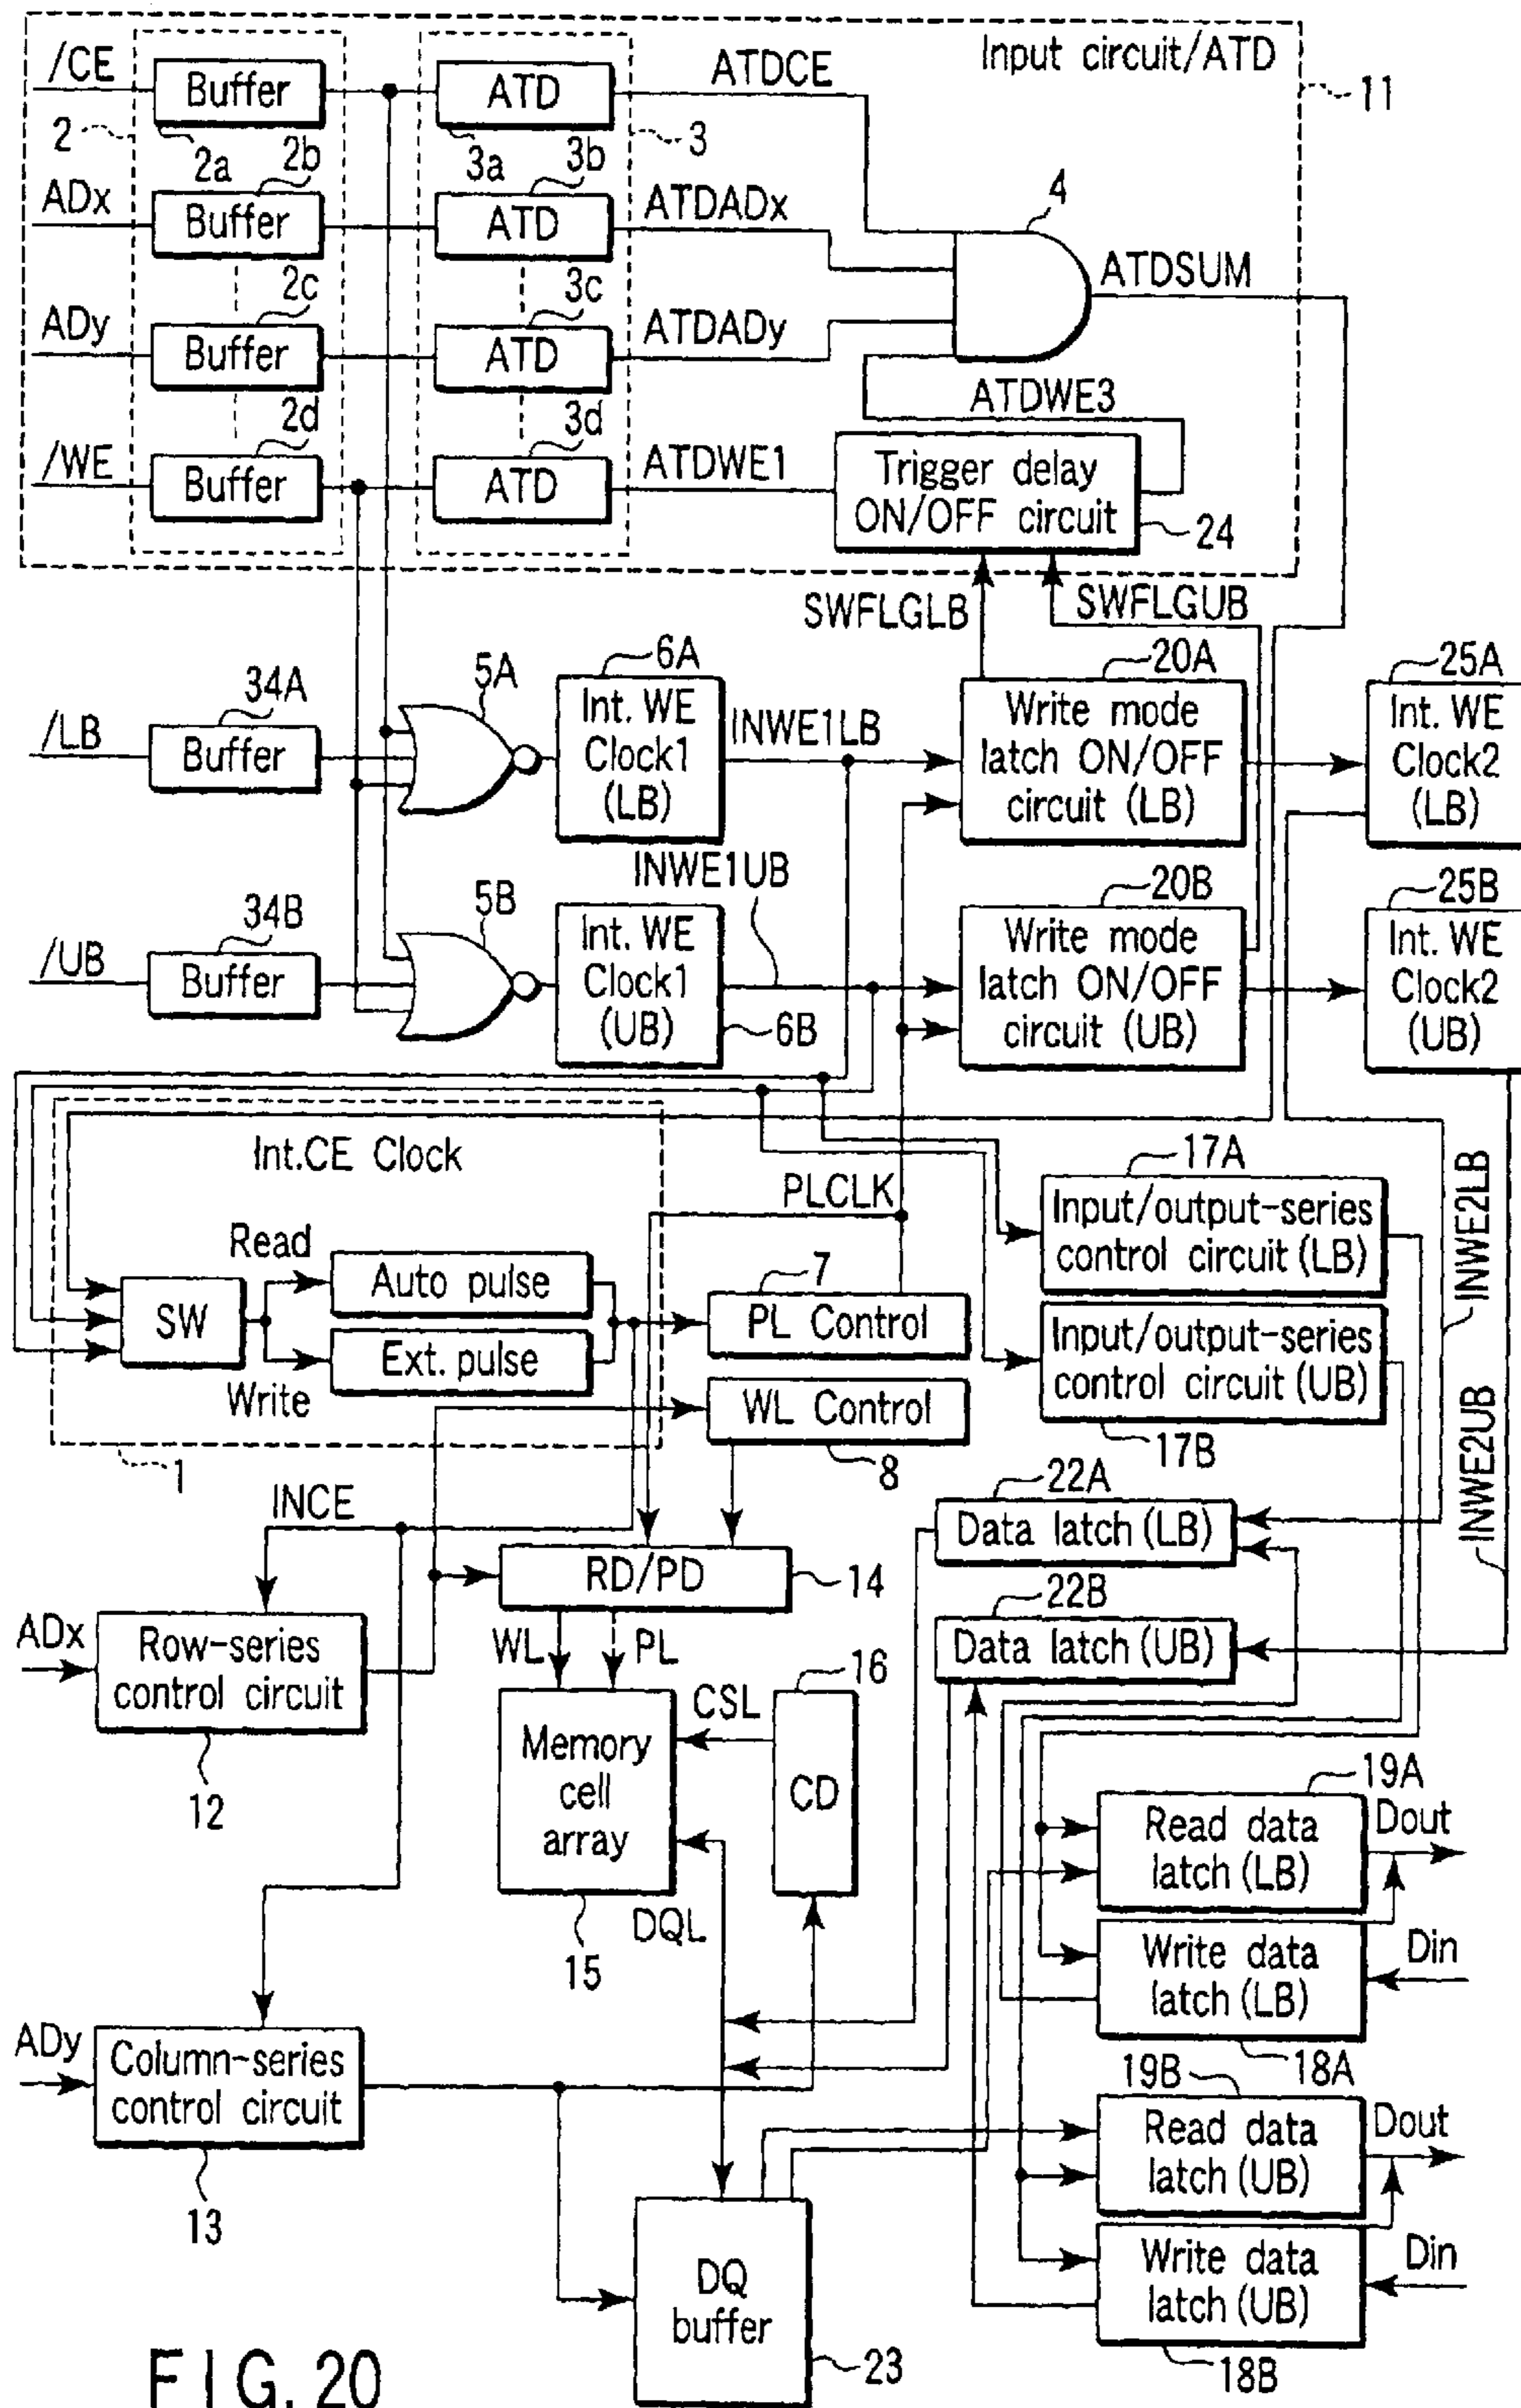 /CE
Buffer
ATD
ATDCE
Input circuit/ATD
11
2
2a
2b
3
3a
3b
4
ADx
Buffer
ATD
ATDADx
ATDSUM
2c
3c
ADy
Buffer
ATD
ATDADy
2d
3d
ATDWE3
/WE
Buffer
ATD
ATDWE1
Trigger delay
ON/OFF circuit
24
SWFLGLB
SWFLGUB
34A
5A
6A
20A
25A
/LB
Buffer
Int. WE
Clock1
(LB)
INWE1LB
Write mode
latch ON/OFF
circuit (LB)
Int. WE
Clock2
(LB)
INWE1UB
34B
5B
20B
25B
/UB
Buffer
Int. WE
Clock1
(UB)
6B
Write mode
latch ON/OFF
circuit (UB)
Int. WE
Clock2
(UB)
Int.CE Clock
PLCLK
17A
Input/output-series
control circuit (LB)
INWE2LB
Read
SW
Auto pulse
7
PL Control
Ext. pulse
Write
Input/output-series
control circuit (UB)
17B
WL Control
8
1
INWE2UB
INCE
22A
Data latch (LB)
RD/PD
14
22B
Data latch (UB)
ADx
Row-series
control circuit
12
WL
PL
16
CSL
Memory
cell
array
CD
15
DQL
19A
Read data
latch (LB)
Dout
Write data
latch (LB)
Din
18A
ADy
Column-series
control circuit
13
19B
Read data
latch (UB)
Dout
Write data
latch (UB)
Din
18B
DQ
buffer
23
FIG. 20